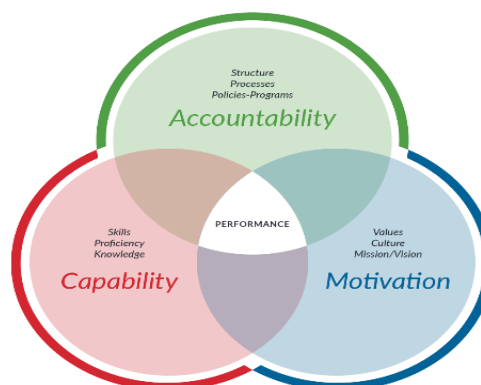 Structure
Processes
Policies-Programs
Accountability
PERFORMANCE
Skills
Proficiency
Knowledge
Capability
Values
Culture
Mission/Vision
Motivation